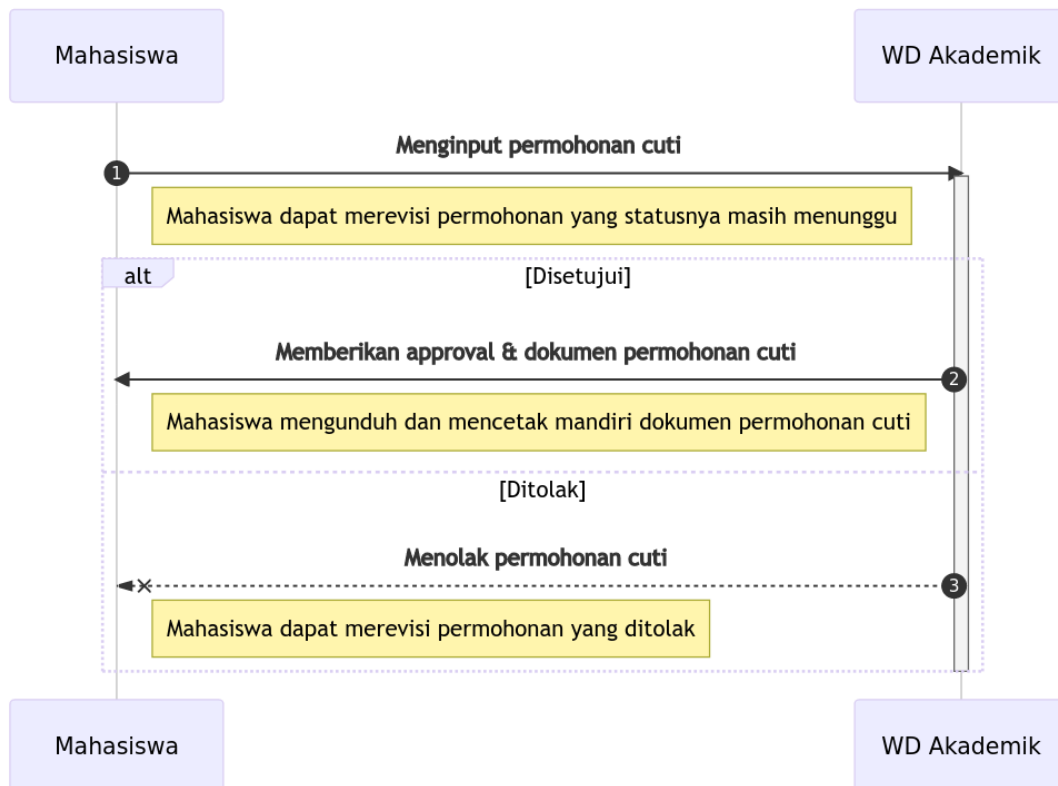 Mahasiswa
WD Akademik
Menginput permohonan cuti
1
Mahasiswa dapat merevisi permohonan yang statusnya masih menunggu
alt
[Disetujui]
Memberikan approval & dokumen permohonan cuti
2
Mahasiswa mengunduh dan mencetak mandiri dokumen permohonan cuti
[Ditolak]
Menolak permohonan cuti
3
Mahasiswa dapat merevisi permohonan yang ditolak
Mahasiswa
WD Akademik